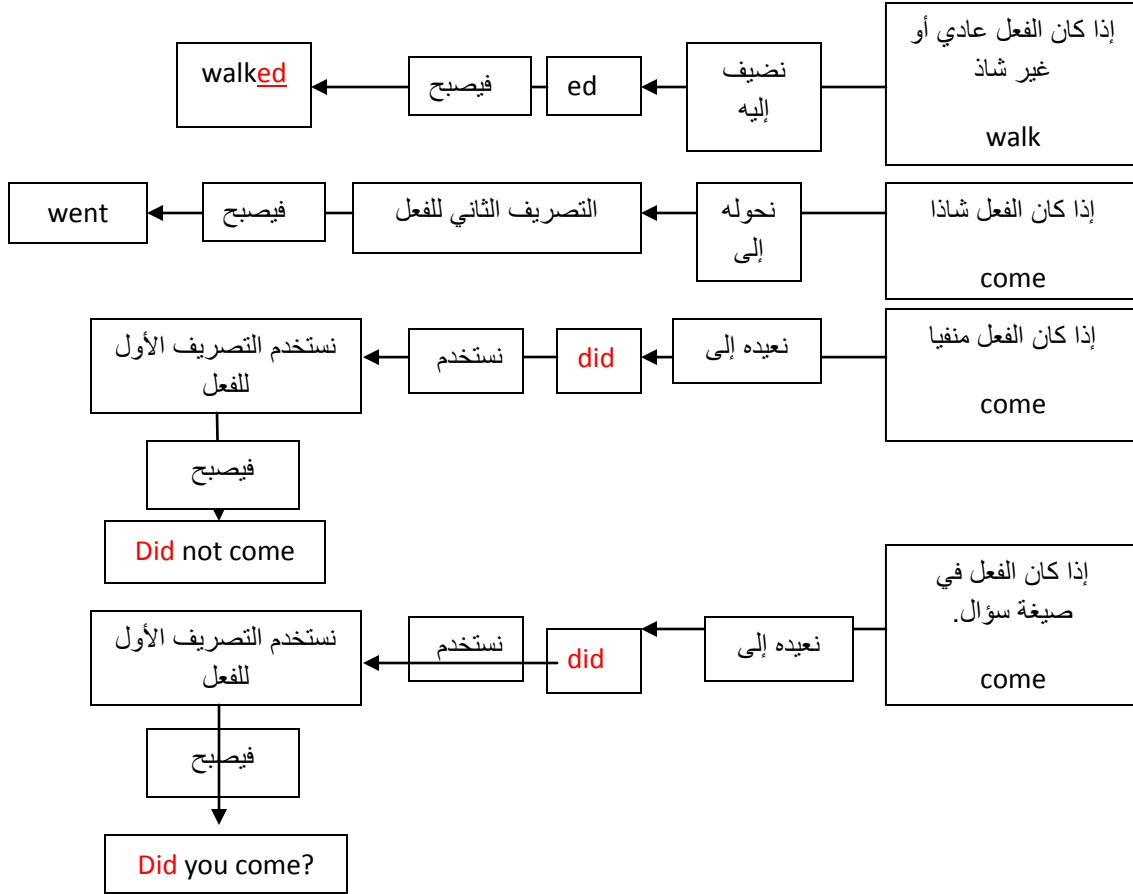 إذا كان الفعل عادي أو
غير شاذ
walk
نضيف
إليه
ed
فيصبح
walked
إذا كان الفعل شاذا
come
نحوله
إلى
التصريف الثاني للفعل
فيصبح
went
إذا كان الفعل منفيا
come
نعيده إلى
did
نستخدم
نستخدم التصريف الأول
للفعل
فيصبح
Did not come
إذا كان الفعل في
صيغة سؤال.
come
نعيده إلى
did
نستخدم
نستخدم التصريف الأول
للفعل
فيصبح
Did you come?